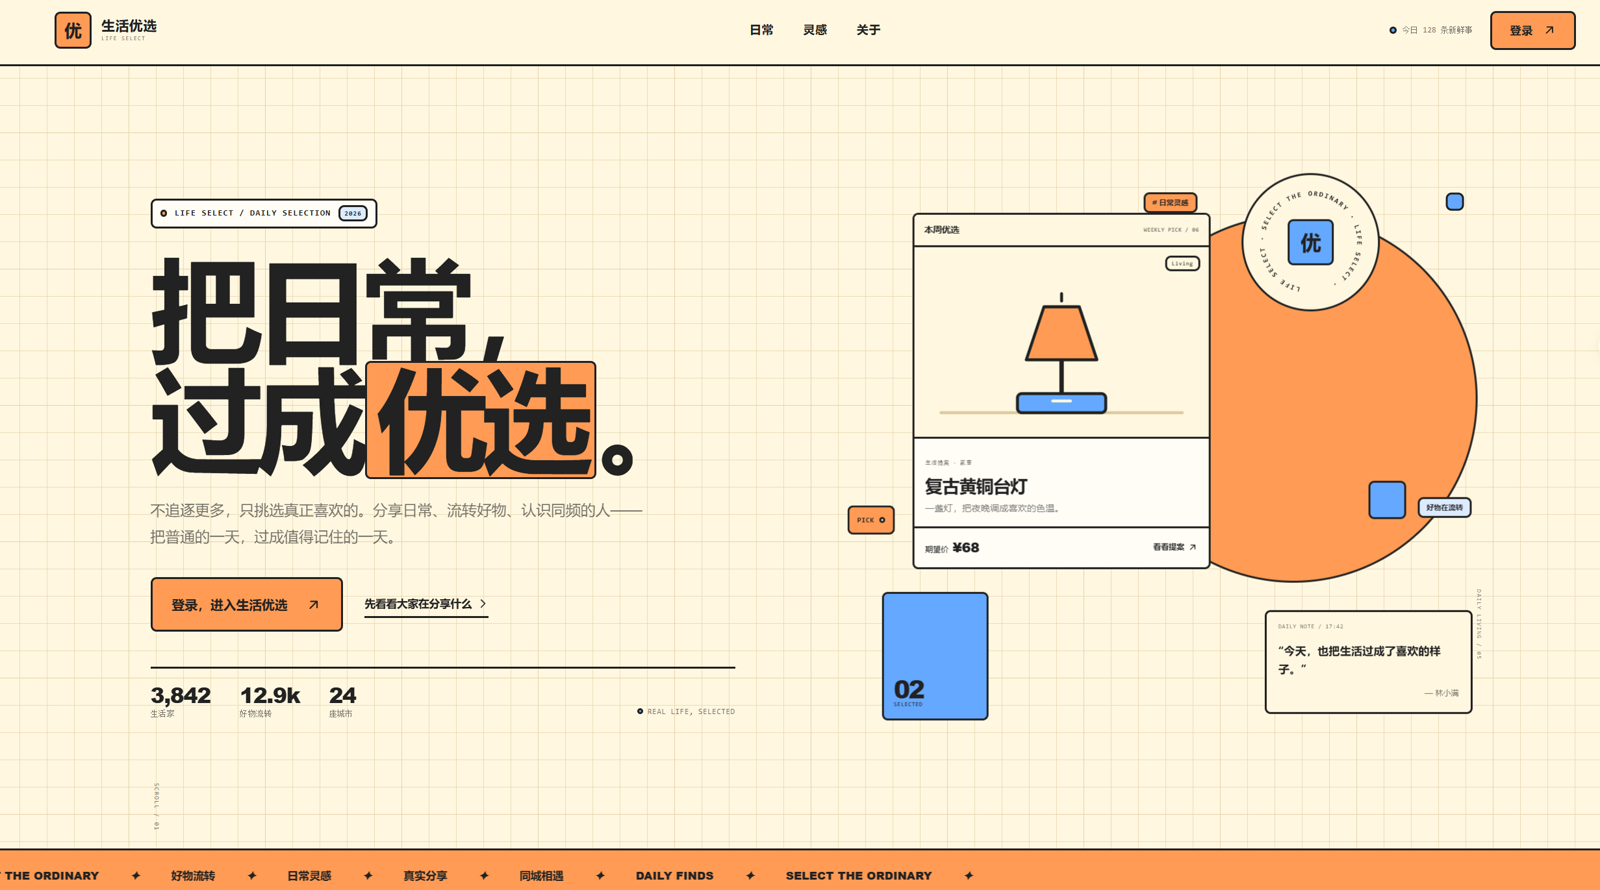 优
生活优选
LIFE SELECT
日常
灵感
关于
今日 128 条新鲜事
登录
LIFE SELECT / DAILY SELECTION
2026
把日常,
过成优选。
不追逐更多，只挑选真正喜欢的。分享日常、流转好物、认识同频的人——
把普通的一天，过成值得记住的一天。
登录，进入生活优选
先看看大家在分享什么
3,842
生活家
12.9k
好物流转
24
座城市
REAL LIFE, SELECTED
SCROLL / 01
# 日常灵感
本周优选
WEEKLY PICK / 06
Living
复古黄铜台灯
一盏灯，把夜晚调成喜欢的色温。
期望价 ¥68
看看提案
SELECT THE ORDINARY · LIFE SELECT ·
LIFE SELECT ·
优
PICK
好物在流转
02
SELECTED
DAILY NOTE / 17:42
“今天，也把生活过成了喜欢的样
子。”
— 林小满
DAILY LIVING / 05
THE ORDINARY
好物流转
日常灵感
真实分享
同城相遇
DAILY FINDS
SELECT THE ORDINARY